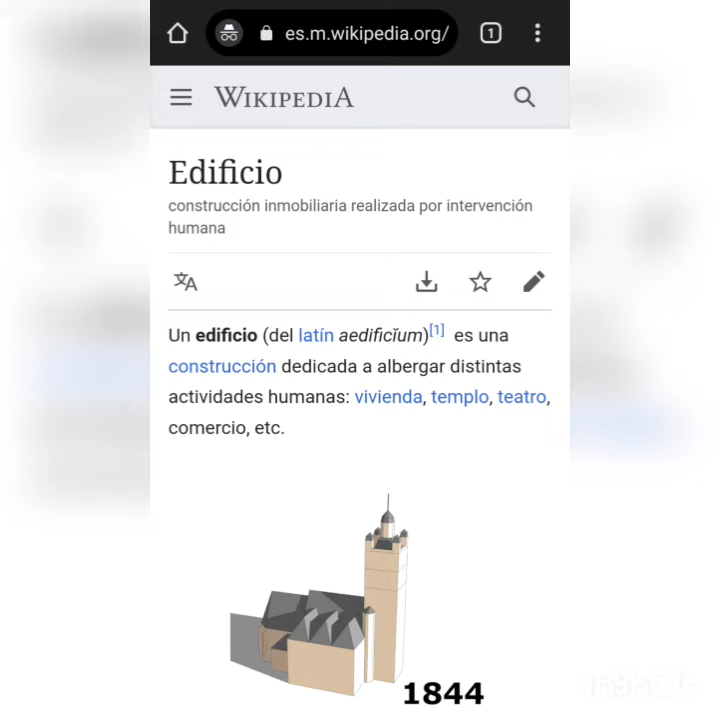 1
es.m.wikipedia.org/
WIKIPEDIA
Edificio
construcción inmobiliaria realizada por intervención
humana
Un edificio (del latín aedificĭum)[1] es una
construcción dedicada a albergar distintas
actividades humanas: vivienda, templo, teatro,
comercio, etc.
1844